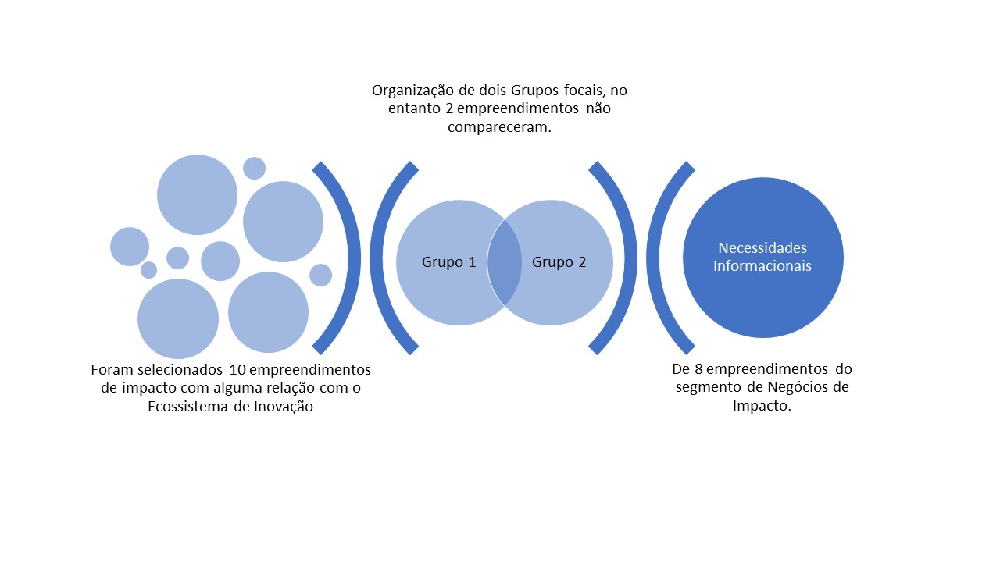 Organização de dois Grupos focais, no
entanto 2 empreendimentos não
compareceram.
Grupo 1
Grupo 2
Necessidades
Informacionais
Foram selecionados 10 empreendimentos
de impacto com alguma relação com o
Ecossistema de Inovação
De 8 empreendimentos do
segmento de Negócios de
Impacto.